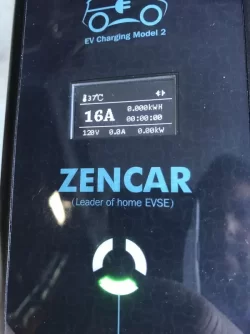 EV Charging Model 2
37℃
0.000kWH
16A
00:00:00
120V 0.0A 0.00kW
ZENCAR
(Leader of home EVSE)